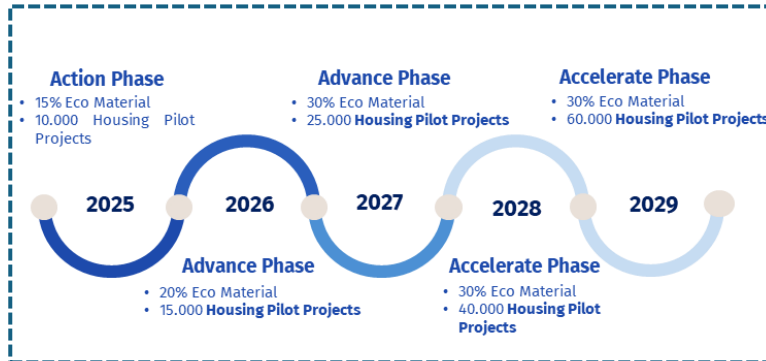 Action Phase
• 15% Eco Material
• 10.000 Housing Pilot
Projects
Advance Phase
• 30% Eco Material
• 25.000 Housing Pilot Projects
Accelerate Phase
• 30% Eco Material
• 60.000 Housing Pilot Projects
2025
2026
2027
2028
2029
Advance Phase
• 20% Eco Material
• 15.000 Housing Pilot Projects
Accelerate Phase
• 30% Eco Material
• 40.000 Housing Pilot
Projects